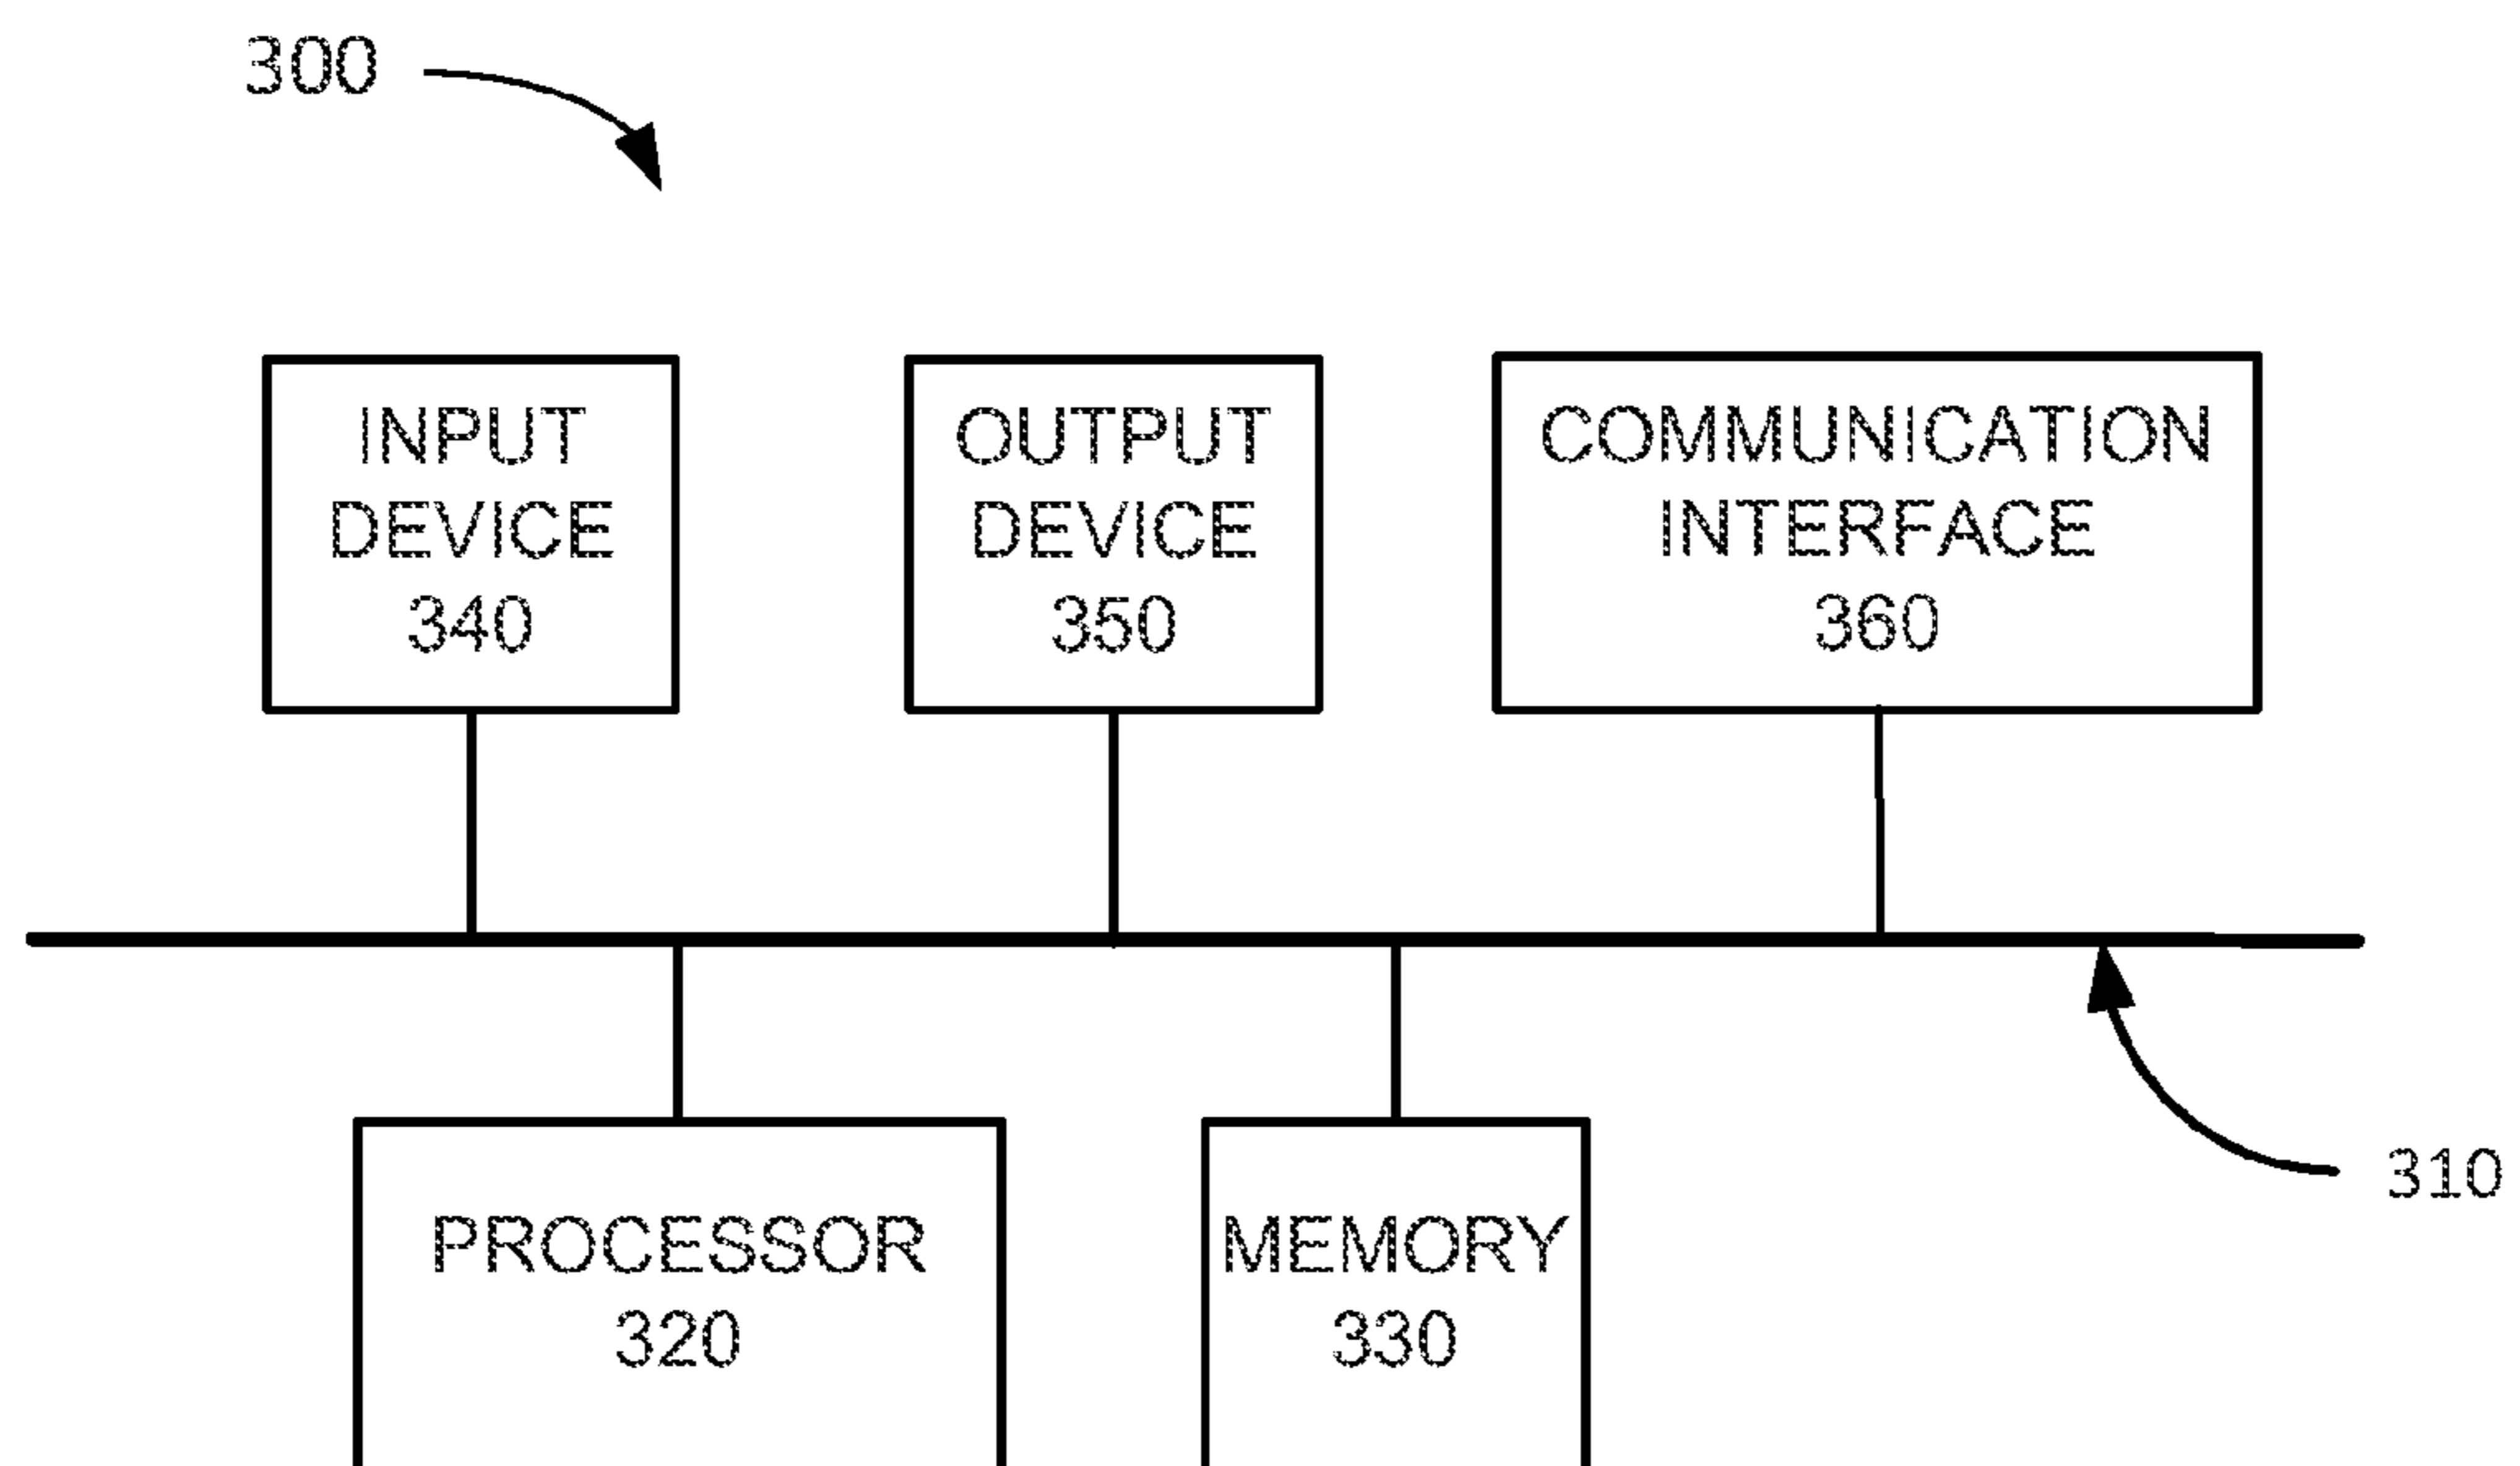 300
INPUT
DEVICE
340
OUTPUT
DEVICE
350
COMMUNICATION
INTERFACE
360
310
PROCESSOR
320
MEMORY
330